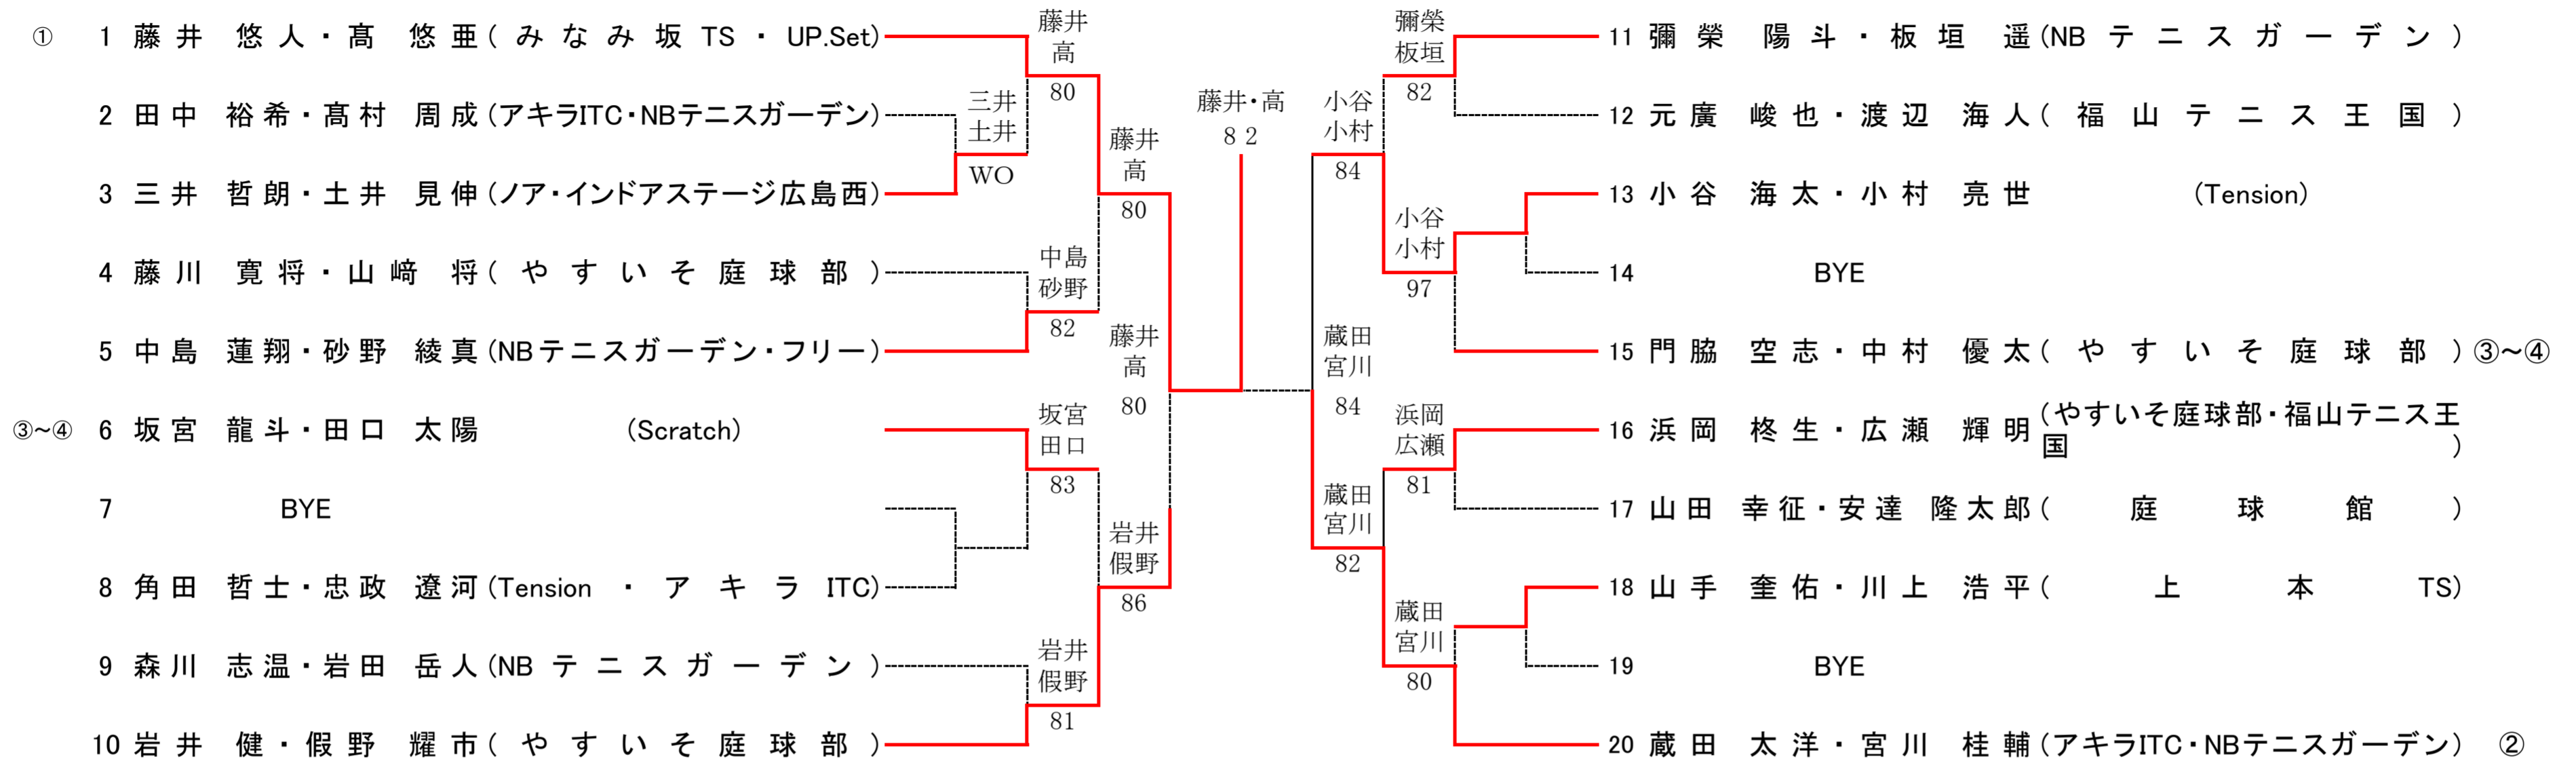 ① 1 藤井 悠人・髙 悠亜(みなみ坂TS・UP.Set)
2 田中 裕希・髙村 周成(アキラITC・NBテニスガーデン)
3 三井 哲朗・土井 見伸(ノア・インドアステージ広島西)
4 藤川 寛将・山﨑 将(やすいそ庭球部)
5 中島 蓮翔・砂野 綾真(NBテニスガーデン・フリー)
③~④ 6 坂宮 龍斗・田口 太陽 (Scratch)
7 BYE
8 角田 哲士・忠政 遼河(Tension・アキラITC)
9 森川 志温・岩田 岳人(NBテニスガーデン)
10 岩井 健・假野 耀市(やすいそ庭球部)
藤井
高
80
三井
土井
WO
中島
砂野
82
坂宮
田口
83
岩井
假野
81
藤井
高
80
岩井
假野
86
藤井
高
80
藤井・高
8 2
蔵田
宮川
84
小谷
小村
84
蔵田
宮川
82
彌榮
板垣
82
小谷
小村
97
浜岡
広瀬
81
蔵田
宮川
80
11 彌榮 陽斗・板垣 遥(NBテニスガーデン)
12 元廣 峻也・渡辺 海人(福山テニス王国)
13 小谷 海太・小村 亮世 (Tension)
14 BYE
15 門脇 空志・中村 優太(やすいそ庭球部) ③~④
16 浜岡 柊生・広瀬 輝明(やすいそ庭球部・福山テニス王
国)
17 山田 幸征・安達 隆太郎(庭球館)
18 山手 奎佑・川上 浩平(上本TS)
19 BYE
20 蔵田 太洋・宮川 桂輔(アキラITC・NBテニスガーデン) ②